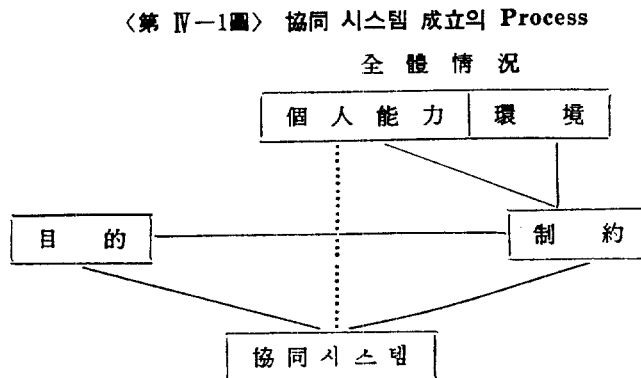 〈第 Ⅳ-1圖〉 協同 시스템 成立의 Process
全體情況
個人能力 環境
目的 制約
協同시스템